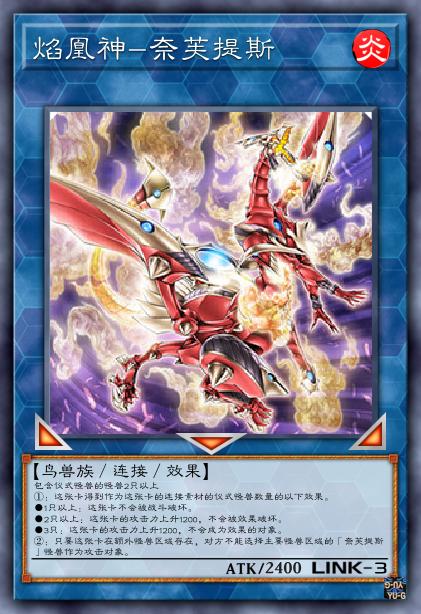 焰凰神-奈芙提斯
炎
【鸟兽族/连接/效果】
包含仪式怪兽的怪兽2只以上
①：这张卡得到作为这张卡的连接素材的仪式怪兽数量的以下效果。
●1只以上：这张卡不会被战斗破坏。
●2只以上：这张卡的攻击力上升1200，不会被效果破坏。
●3只：这张卡的攻击力上升1200，不会成为效果的对象。
②：只要这张卡在额外怪兽区域存在，对方不能选择主要怪兽区域的「奈芙提斯
」怪兽作为攻击对象。
ATK/2400 LINK-3